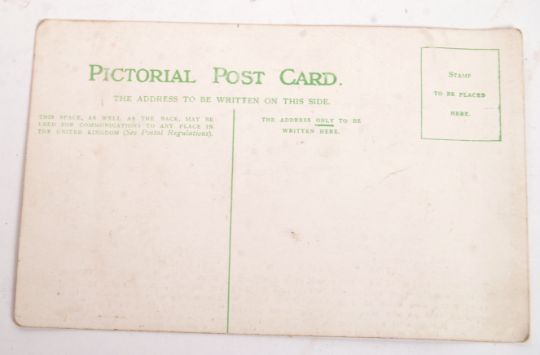 PICTORIAL POST CARD.
THE ADDRESS TO BE WRITTEN ON THIS SIDE.
THIS SPACE, AS WELL AS THE BACK, MAY BE
USED FOR COMMUNICATIONS TO ANY PLACE IN
THE UNITED KINGDOM (See Postal Regulations).
THE ADDRESS ONLY TO BE
WRITTEN HERE.
STAMP
TO BE PLACED
HERE.